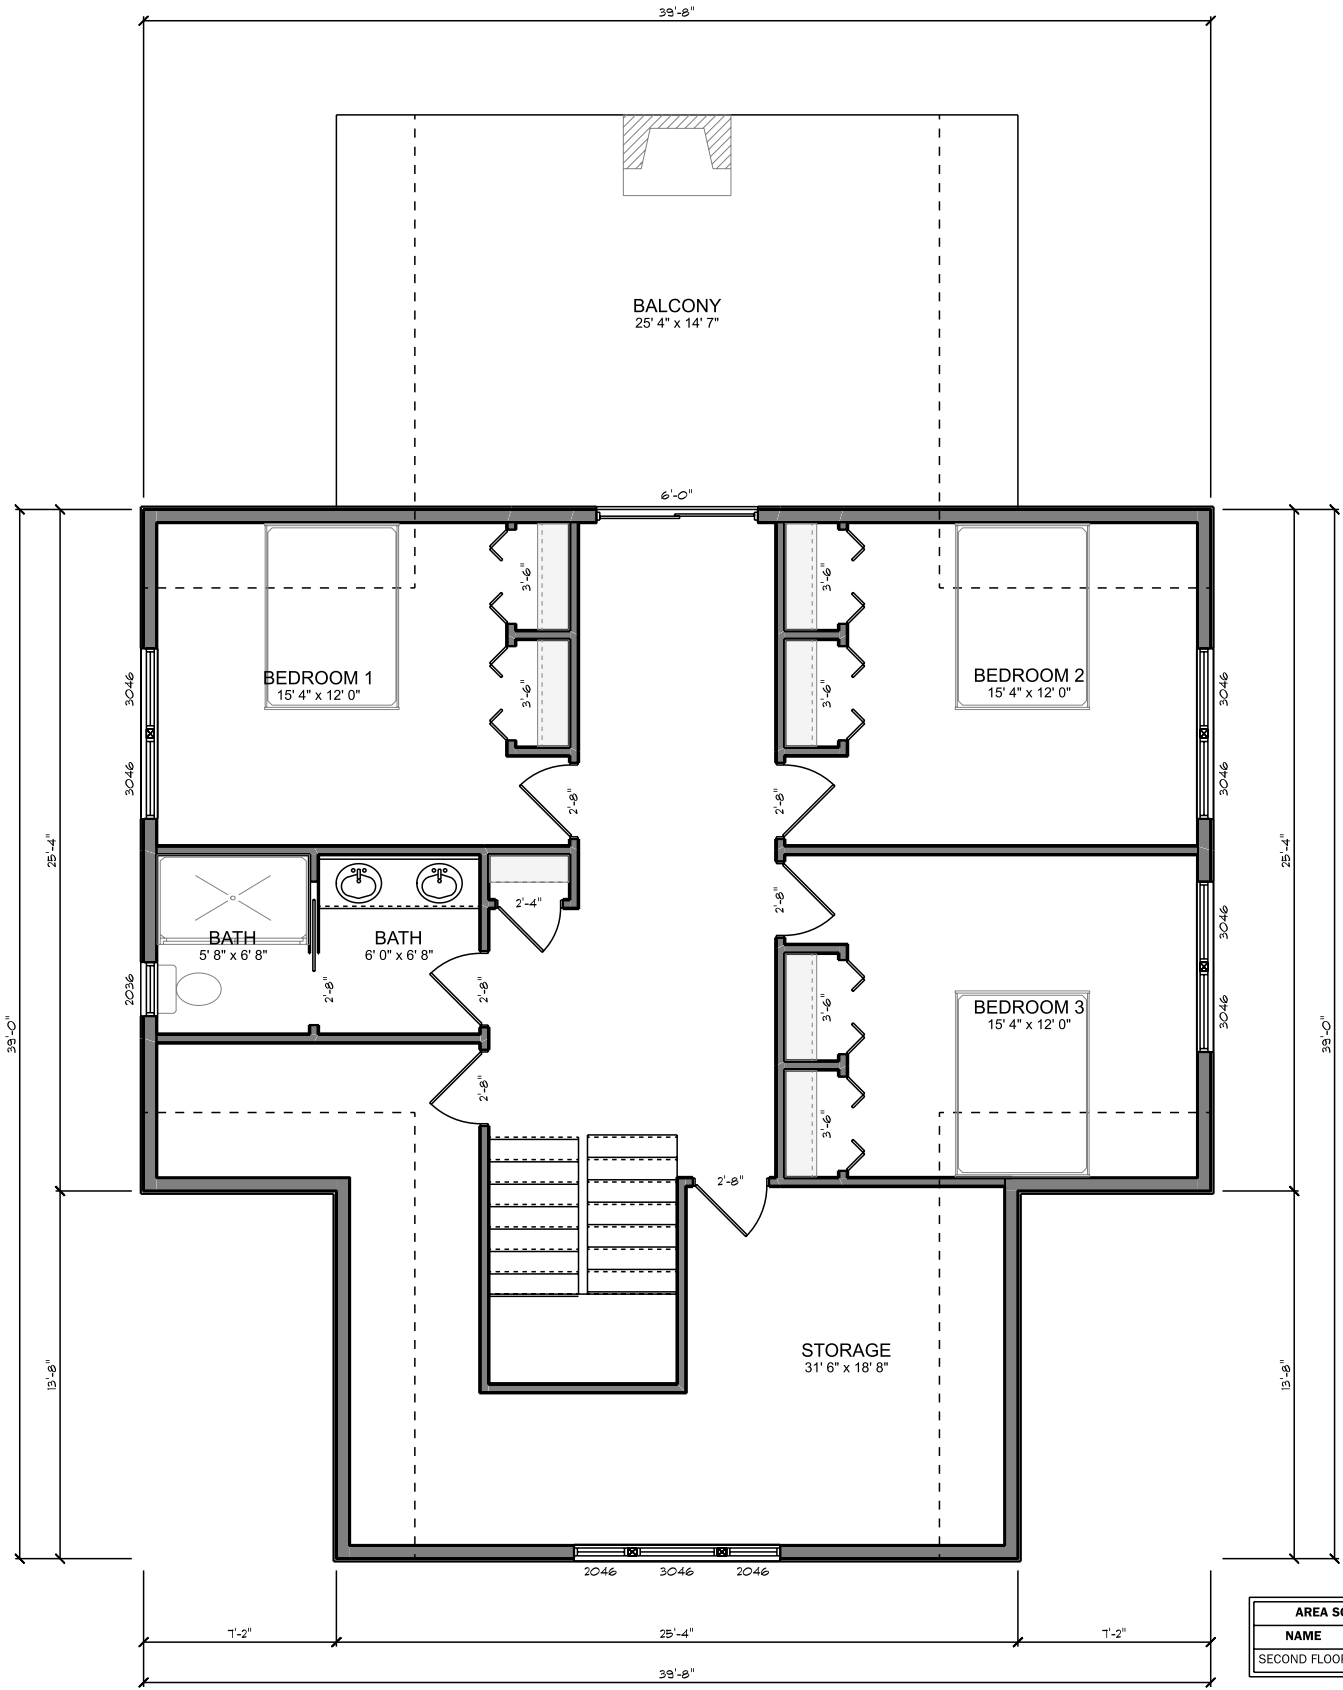 39'-8"
BALCONY
25' 4" x 14' 7"
6'-0"
3'-6"
3'-6"
3'-6"
3'-6"
BEDROOM 1
15' 4" x 12' 0"
BEDROOM 2
15' 4" x 12' 0"
3046
3046
3046
3046
2'-8"
2'-8"
25'-4"
25'-4"
2'-4"
2'-8"
3046
3046
BATH
5' 8" x 6' 8"
BATH
6' 0" x 6' 8"
2036
2'-8"
2'-8"
3'-6"
BEDROOM 3
15' 4" x 12' 0"
39'-0"
39'-0"
2'-8"
3'-6"
2'-8"
STORAGE
31' 6" x 18' 8"
13'-8"
13'-8"
2046 3046 2046
7'-2" 25'-4" 7'-2"
39'-8"
AREA SC
NAME
SECOND FLOOR